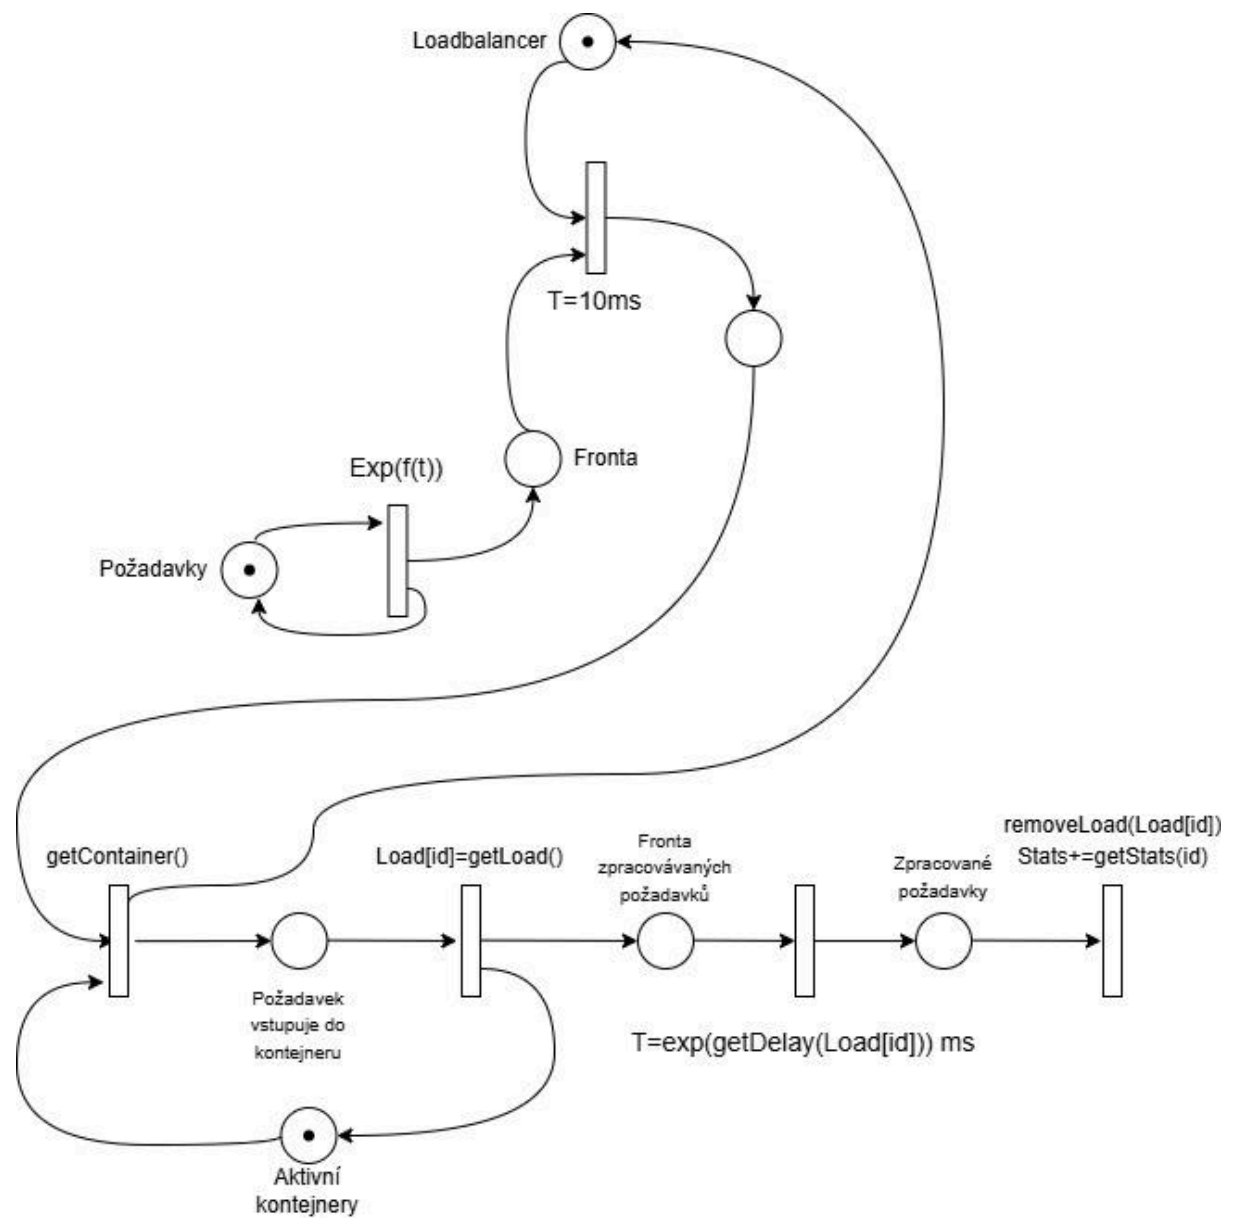 Loadbalancer
T=10ms
Fronta
Exp(f(t))
Požadavky
getContainer()
Load[id]=getLoad()
Fronta
zpracovávaných
požadavků
Zpracované
požadavky
removeLoad(Load[id])
Stats+=getStats(id)
Požadavek
vstupuje do
kontejneru
T=exp(getDelay(Load[id])) ms
Aktivní
kontejnery